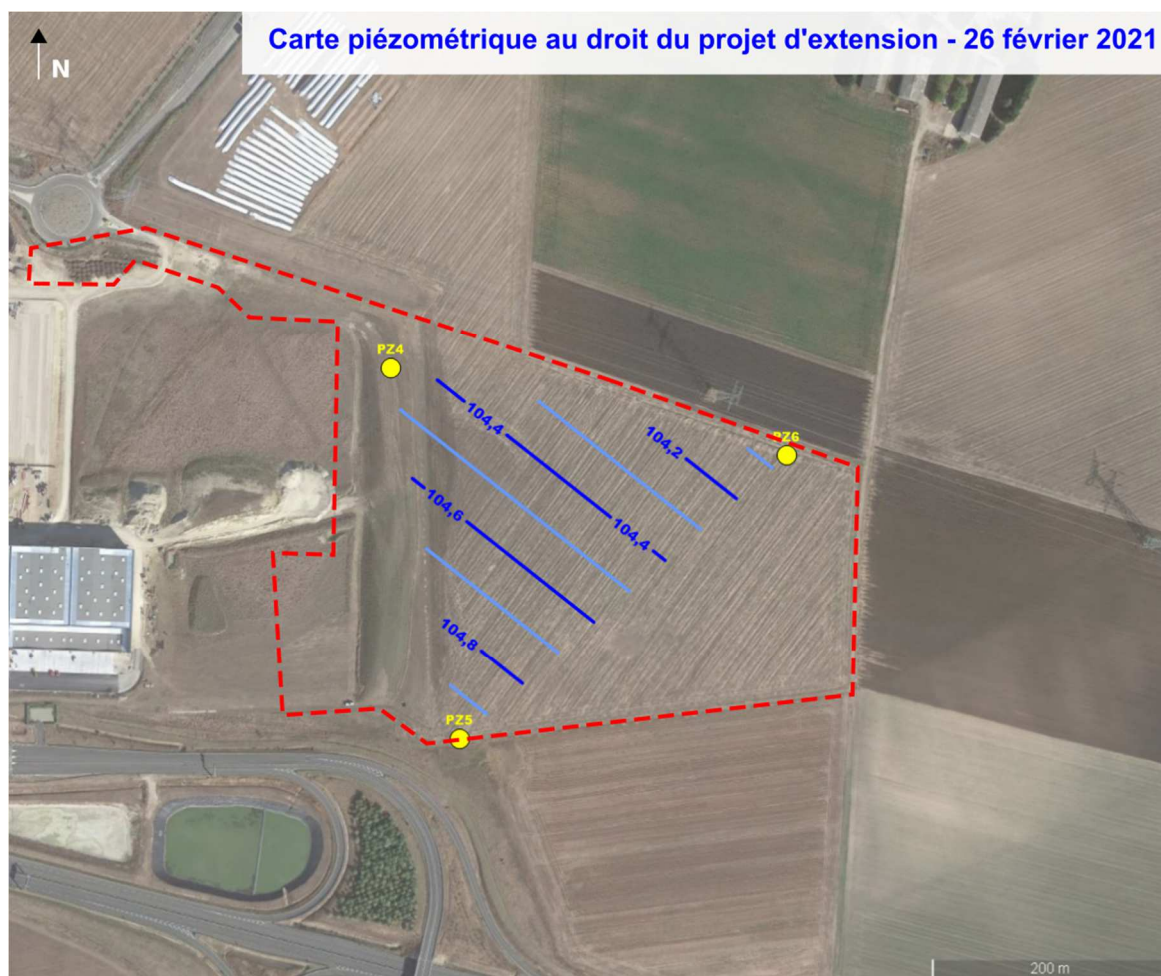 Carte piézométrique au droit du projet d'extension - 26 février 2021
N
PZ4
104,4
104,2
PZ6
104,6
104,4
104,8
PZ5
200 m